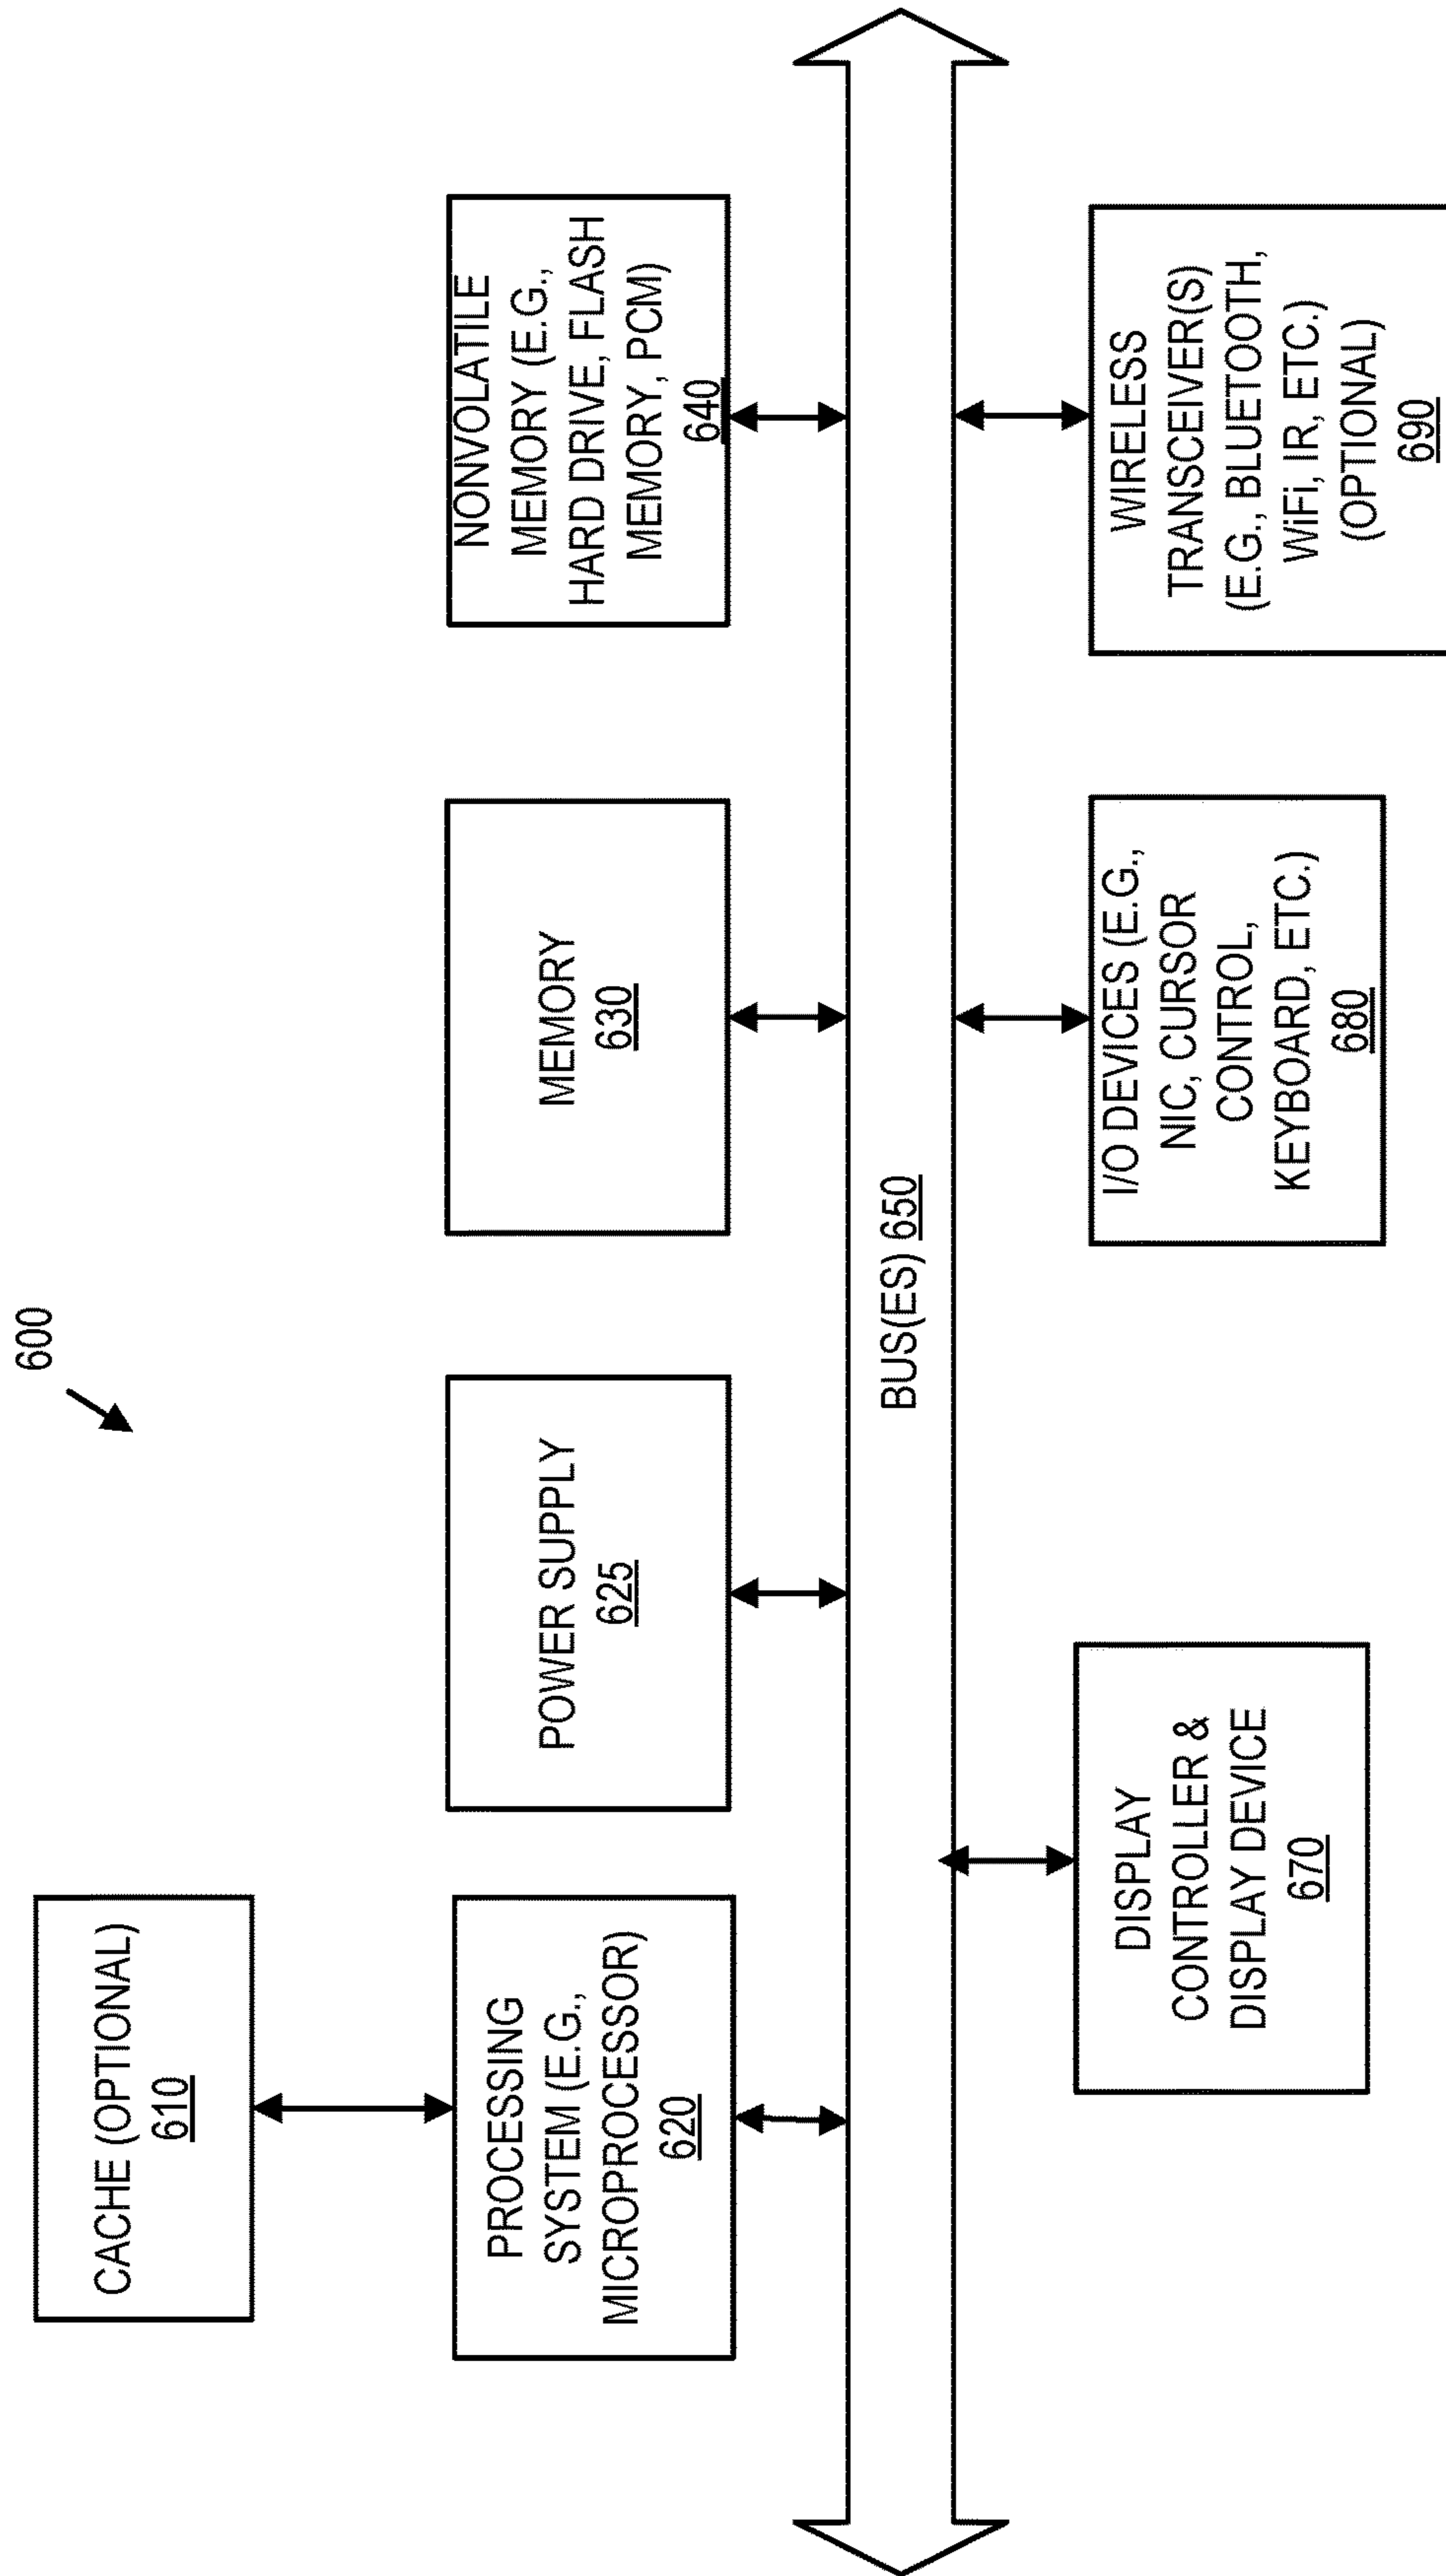 600
CACHE (OPTIONAL)
610
PROCESSING
SYSTEM (E.G.,
MICROPROCESSOR)
620
POWER SUPPLY
625
MEMORY
630
NONVOLATILE
MEMORY (E.G.,
HARD DRIVE, FLASH
MEMORY, PCM)
640
BUS(ES) 650
DISPLAY
CONTROLLER &
DISPLAY DEVICE
670
I/O DEVICES (E.G.,
NIC, CURSOR
CONTROL,
KEYBOARD, ETC.)
680
WIRELESS
TRANSCEIVER(S)
(E.G., BLUETOOTH,
WiFi, IR, ETC.)
(OPTIONAL)
690